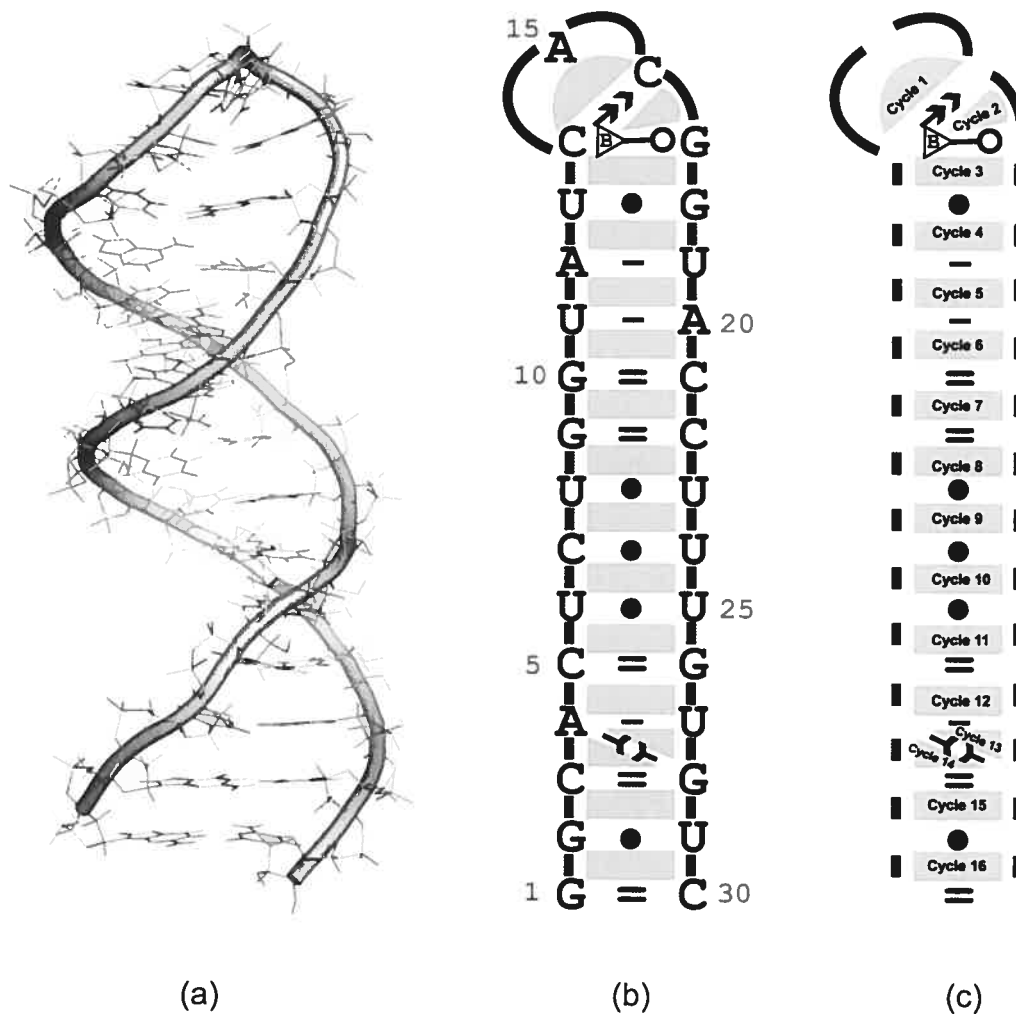 15 A
C
C B G
U G
A U
U A 20
10 G C
G C
U U
C U
U U 25
5 C G
A U
C G
G U
1 G C 30
Cycle 1
Cycle 2
B
Cycle 3
Cycle 4
Cycle 5
Cycle 6
Cycle 7
Cycle 8
Cycle 9
Cycle 10
Cycle 11
Cycle 12
Cycle 13
Cycle 14
Cycle 15
Cycle 16
(a) (b) (c)